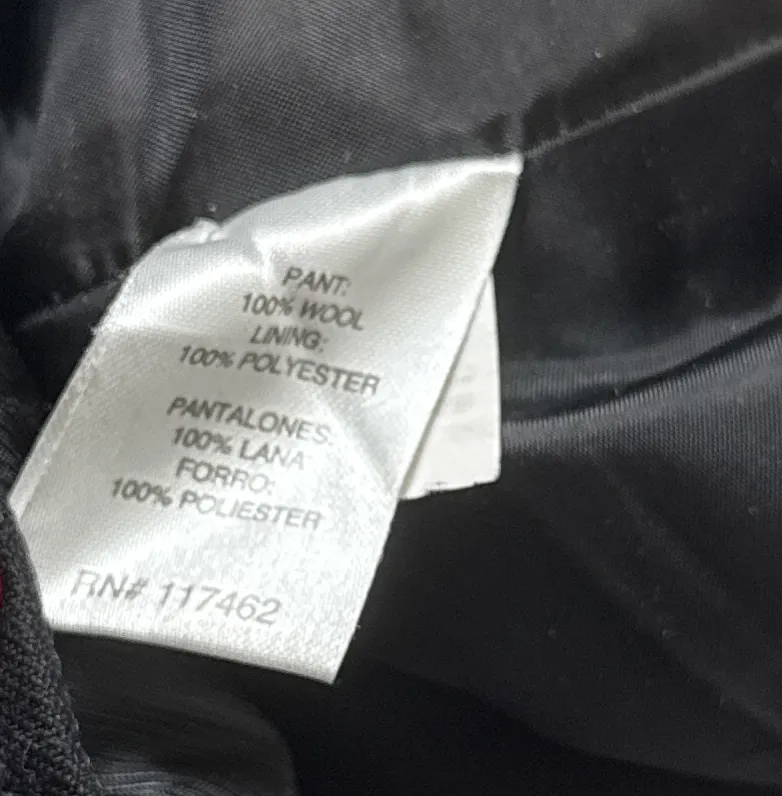 PANT:
100% WOOL
LINING:
100% POLYESTER
PANTALONES:
100% LANA
FORRO:
100% POLIESTER
RN# 117462